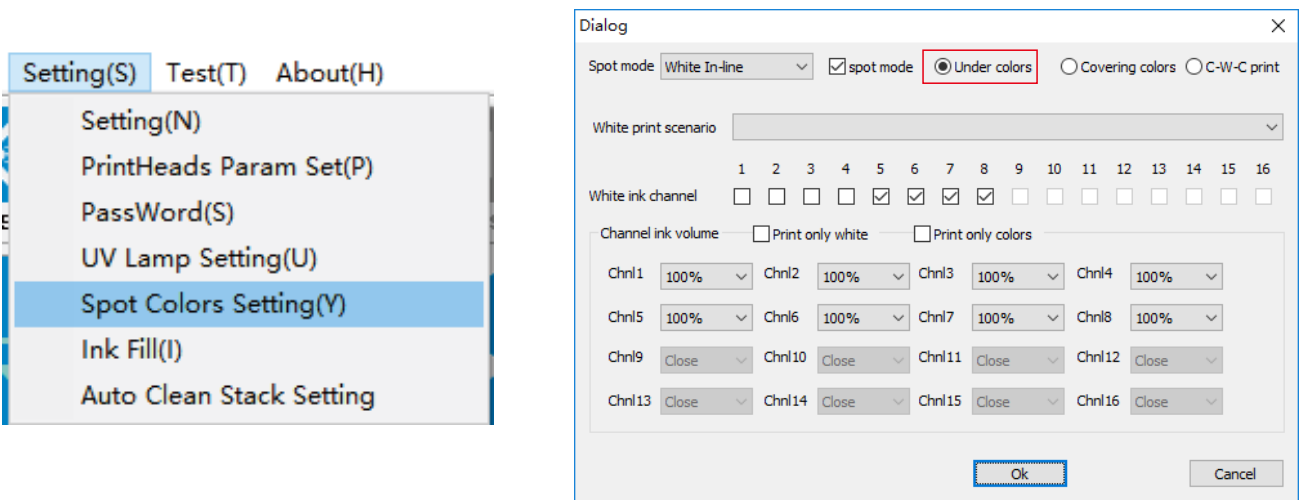 Setting(S) Test(T) About(H)
Setting(N)
PrintHeads Param Set(P)
PassWord(S)
UV Lamp Setting(U)
Spot Colors Setting(Y)
Ink Fill(I)
Auto Clean Stack Setting
Dialog
Spot mode White In-line spot mode Under colors Covering colors C-W-C print
White print scenario
1 2 3 4 5 6 7 8 9 10 11 12 13 14 15 16
White ink channel
Channel ink volume Print only white Print only colors
Chnl1 100% Chnl2 100% Chnl3 100% Chnl4 100%
Chnl5 100% Chnl6 100% Chnl7 100% Chnl8 100%
Chnl9 Close Chnl10 Close Chnl11 Close Chnl12 Close
Chnl13 Close Chnl14 Close Chnl15 Close Chnl16 Close
Ok Cancel